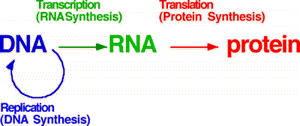 Transcription
(RNASynthesis)
Translation
(Protein Synthesis)
DNA
RNA
protein
Replication
(DNA Synthesis)